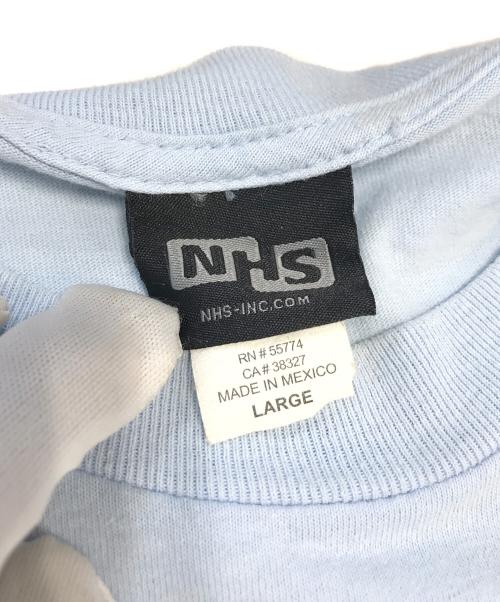 NHS
NHS-INC.COM
RN # 55774
CA # 38327
MADE IN MEXICO
LARGE